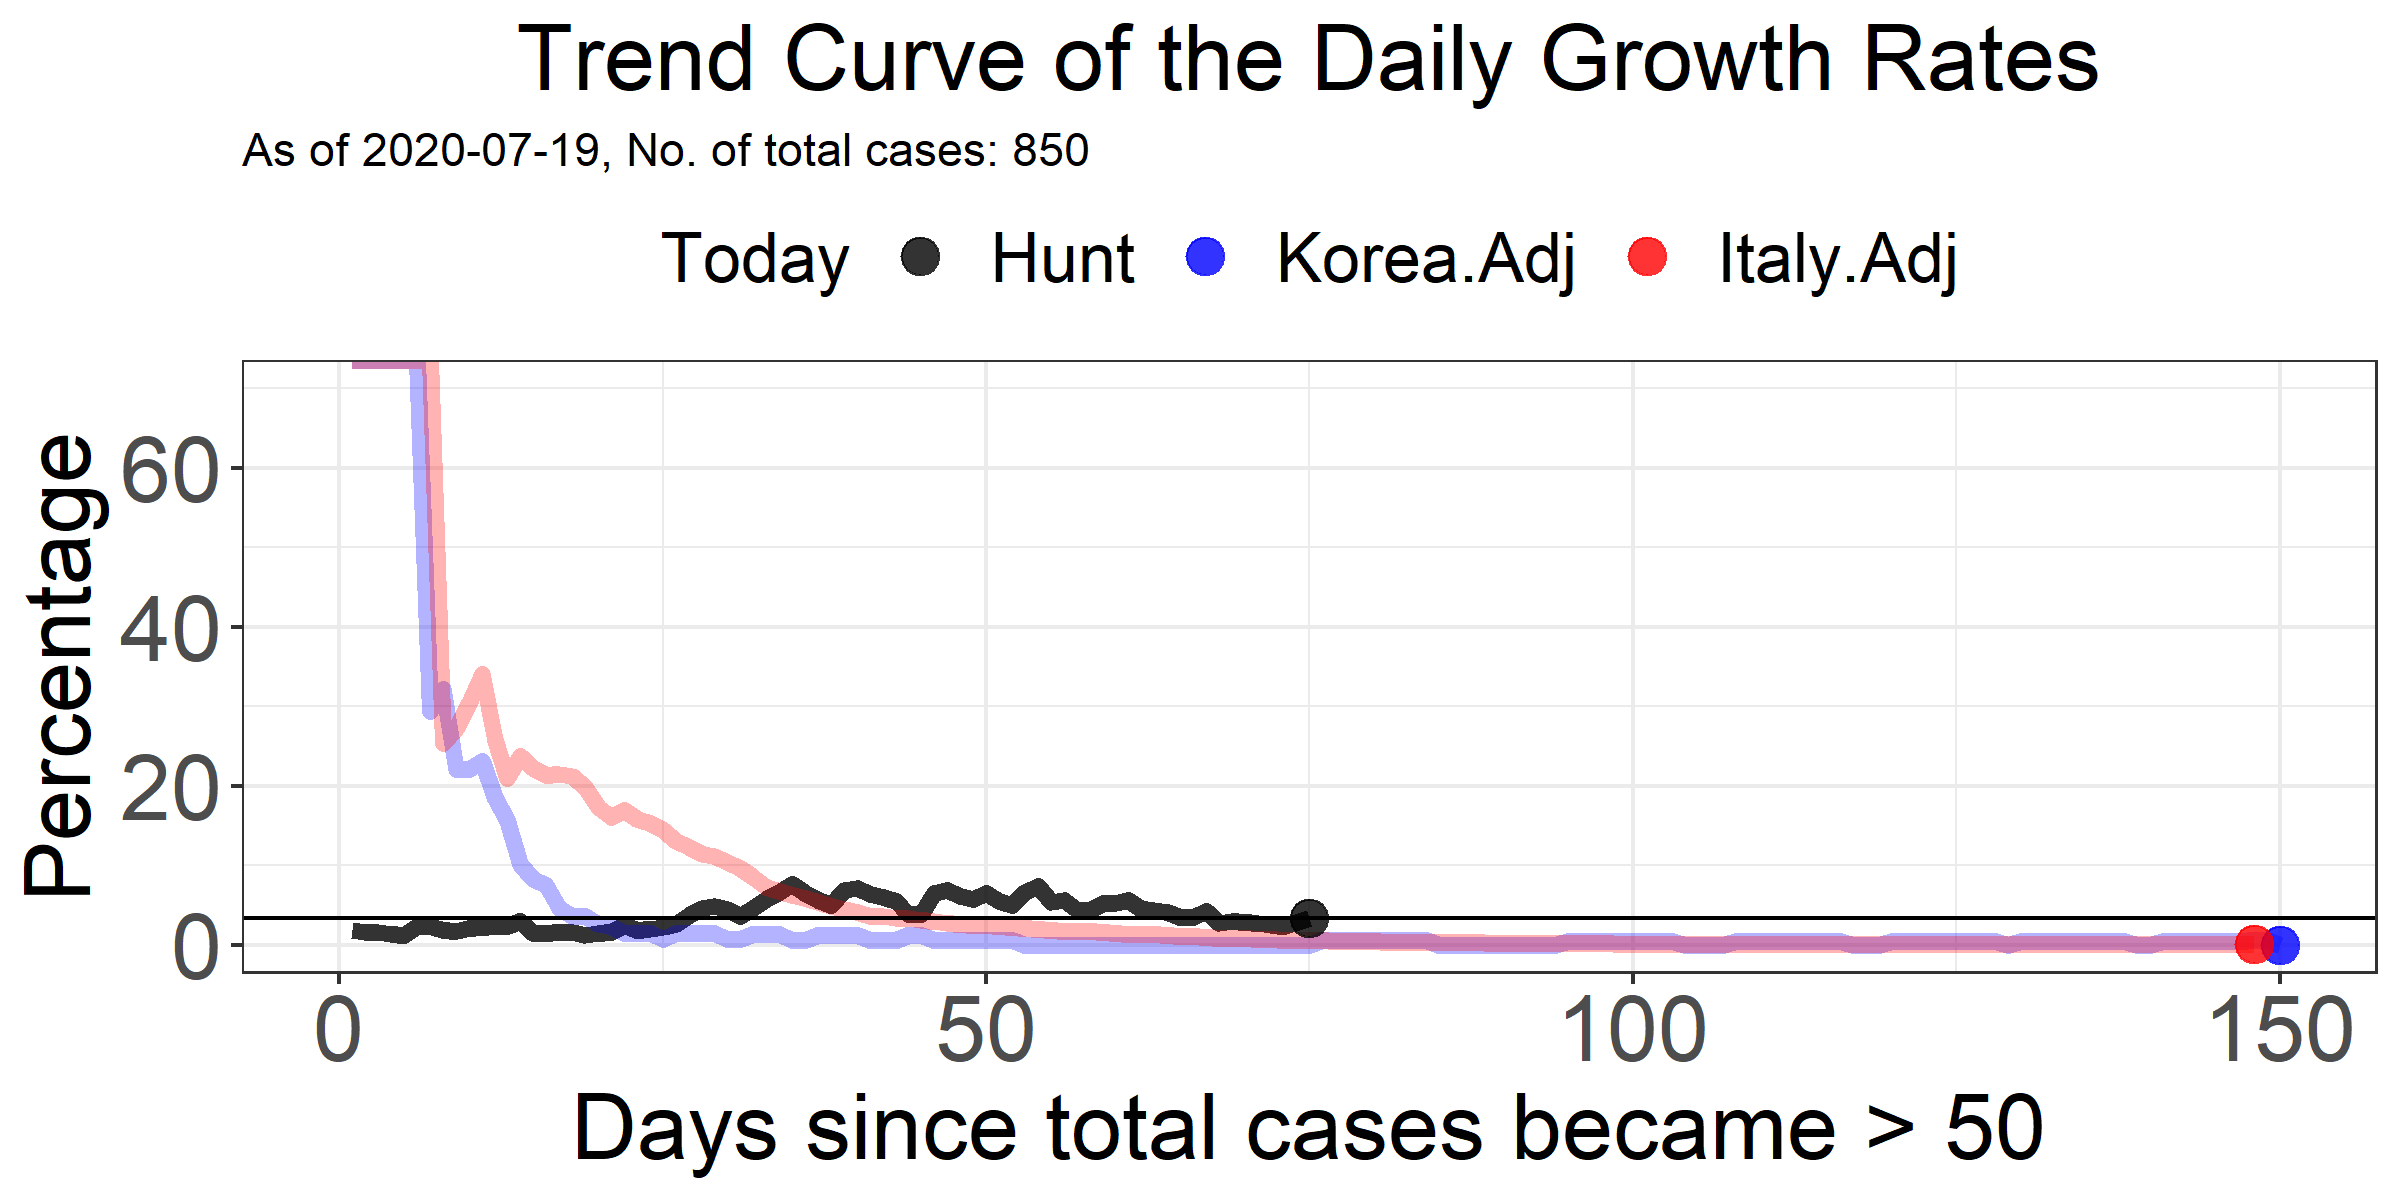 Trend Curve of the Daily Growth Rates
As of 2020-07-19, No. of total cases: 850
Today Hunt Korea.Adj Italy.Adj
Percentage
60
40
20
0
0 50 100 150
Days since total cases became > 50